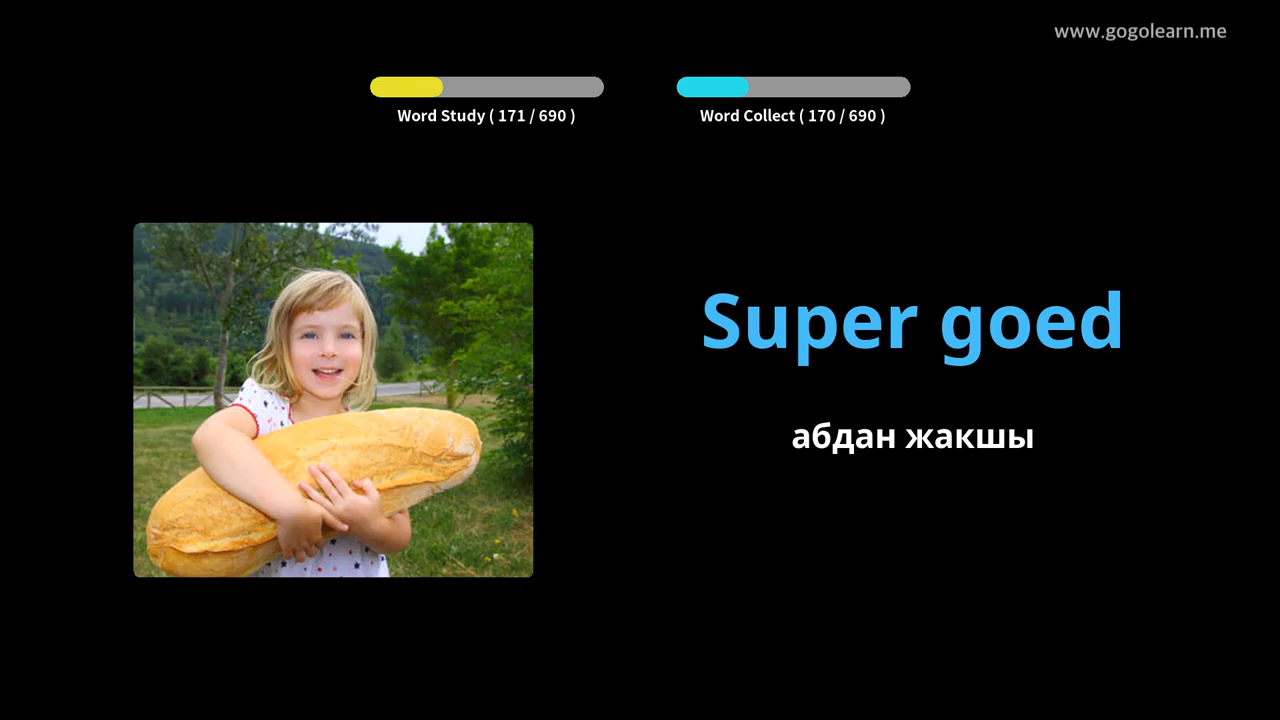 www.gogolearn.me
Word Study ( 171 / 690 )
Word Collect ( 170 / 690 )
Super goed
абдан жакшы